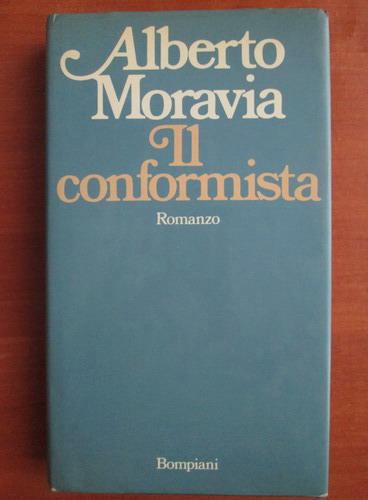 Alberto
Moravia
Il
conformista
Romanzo
Bompiani